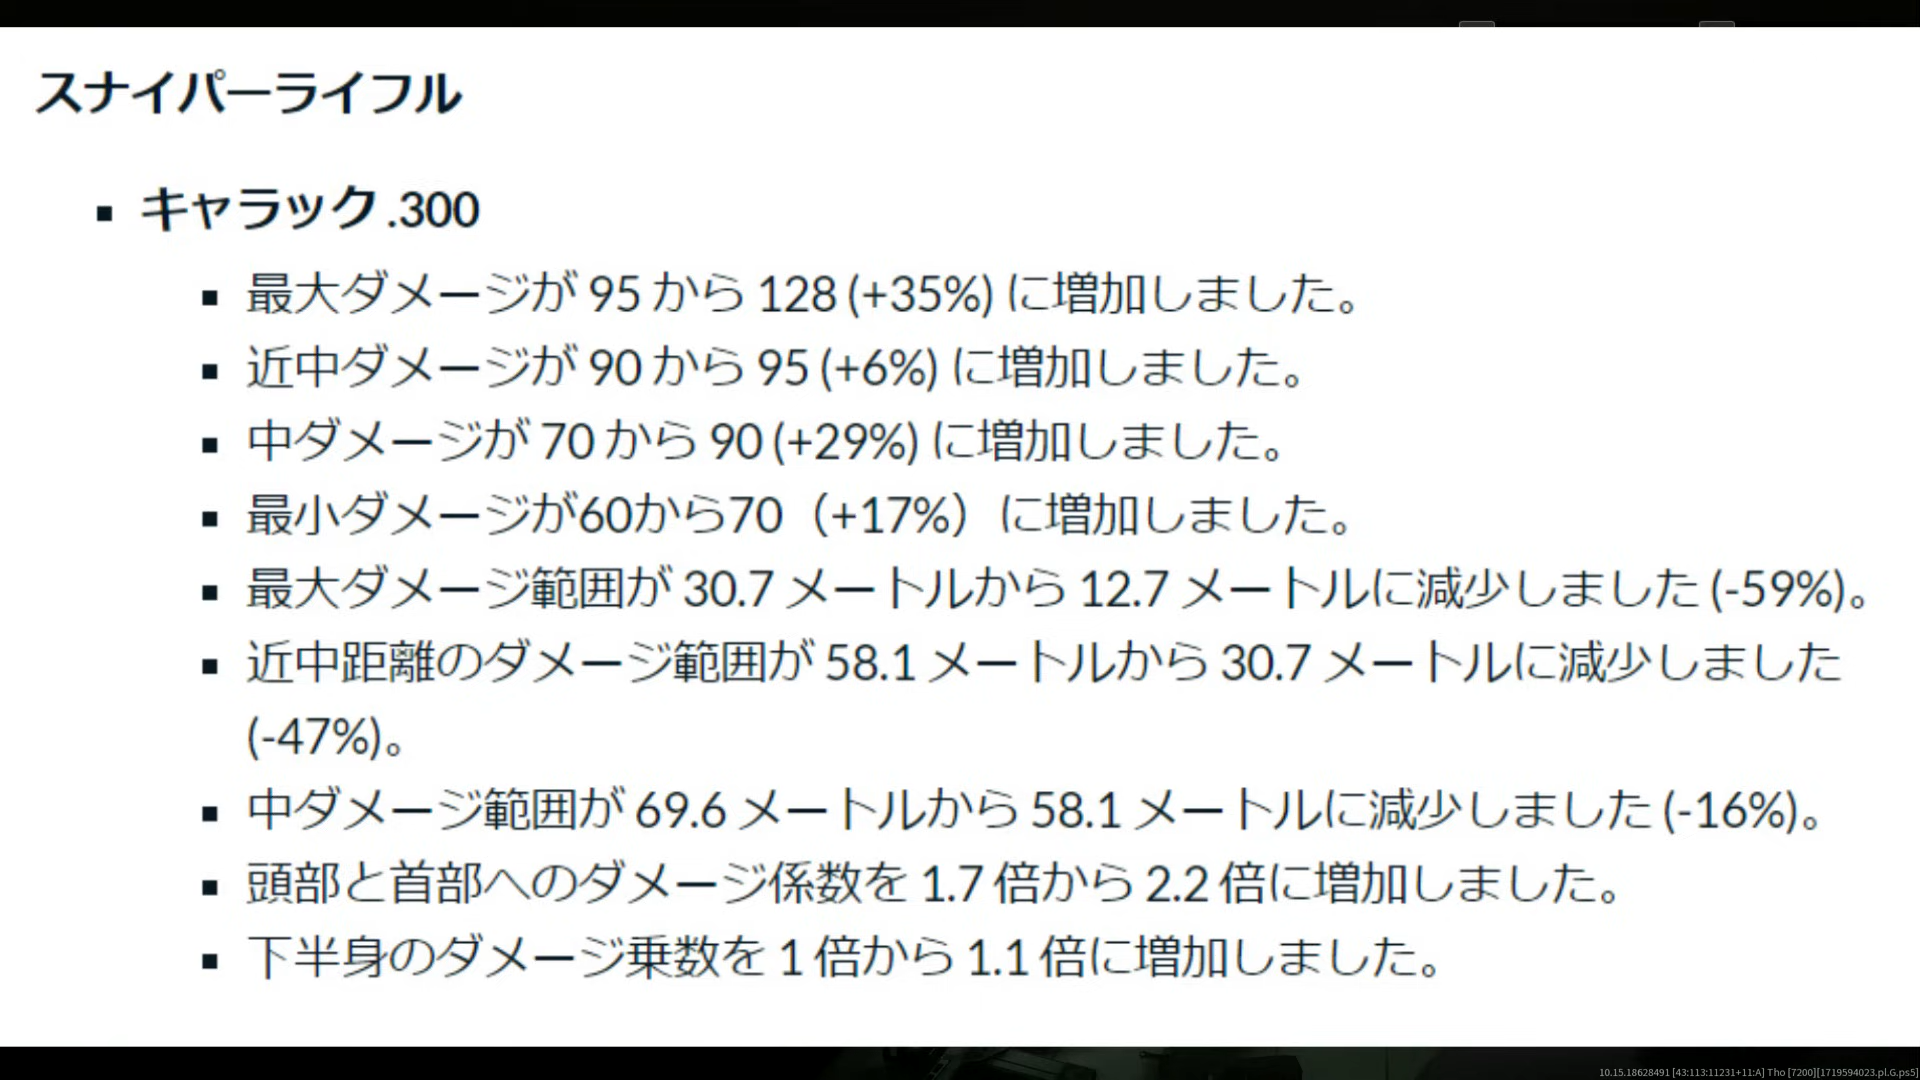 スナイパーライフル
キャラック .300
最大ダメージが 95 から 128 (+35%) に増加しました。
近中ダメージが 90 から 95 (+6%) に増加しました。
中ダメージが 70 から 90 (+29%) に増加しました。
最小ダメージが60から70（+17%）に増加しました。
最大ダメージ範囲が 30.7 メートルから 12.7 メートルに減少しました (-59%)。
近中距離のダメージ範囲が 58.1 メートルから 30.7 メートルに減少しました
(-47%)。
中ダメージ範囲が 69.6 メートルから 58.1 メートルに減少しました (-16%)。
頭部と首部へのダメージ係数を 1.7 倍から 2.2 倍に増加しました。
下半身のダメージ乗数を 1 倍から 1.1 倍に増加しました。
10.15.18628491 [43:113:11231+11:A] Tho [7200][1719594023.pl.G.ps5]